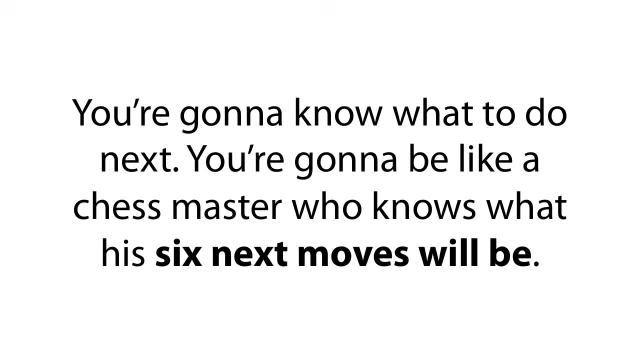 You’re gonna know what to do
next. You’re gonna be like a
chess master who knows what
his six next moves will be.